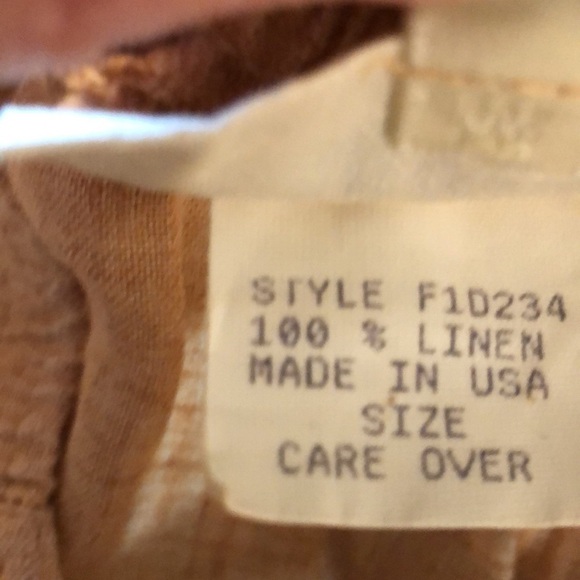 STYLE F1D234
100 % LINEN
MADE IN USA
SIZE
CARE OVER